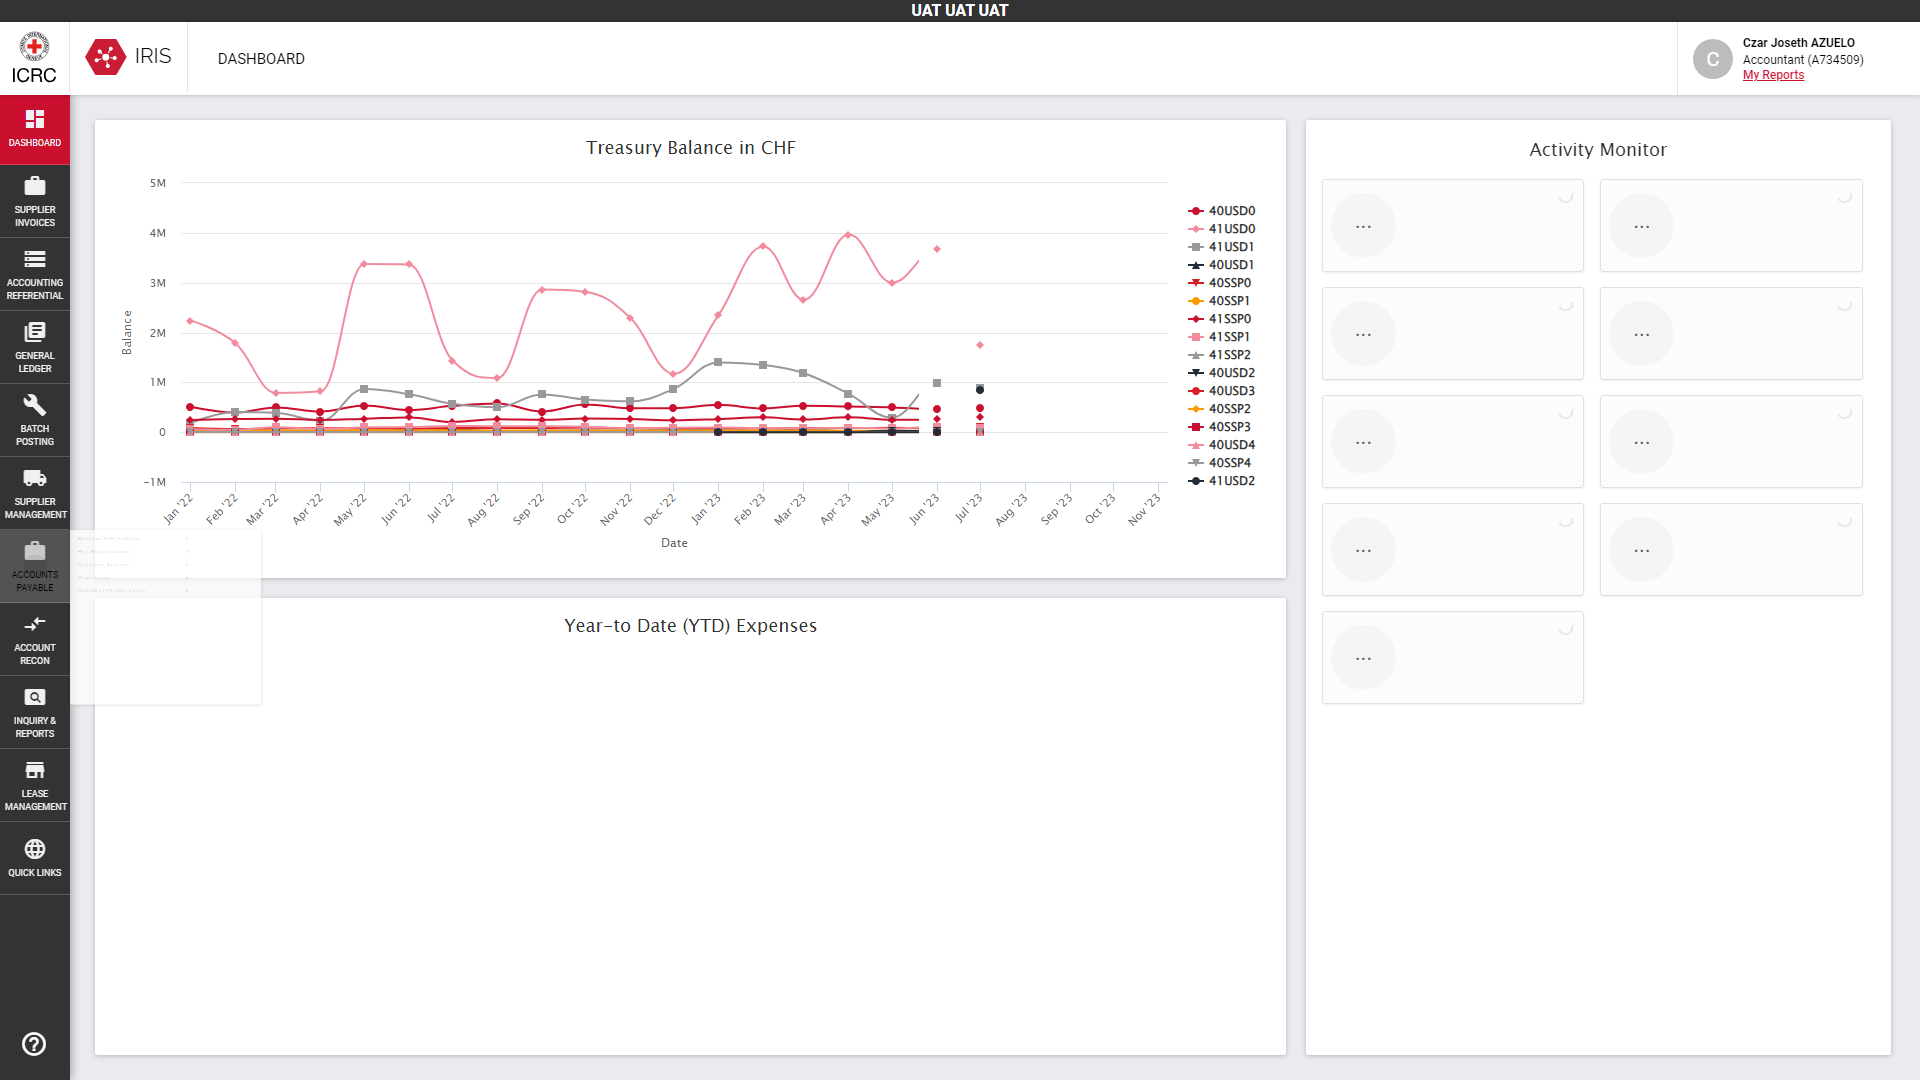 UAT UAT UAT
ICRC
IRIS
DASHBOARD
C
Czar Joseth AZUELO
Accountant (A734509)
My Reports
DASHBOARD
SUPPLIER
INVOICES
ACCOUNTING
REFERENTIAL
GENERAL
LEDGER
BATCH
POSTING
SUPPLIER
MANAGEMENT
ACCOUNTS
PAYABLE
ACCOUNT
RECON
INQUIRY &
REPORTS
LEASE
MANAGEMENT
QUICK LINKS
Treasury Balance in CHF
5M
4M
3M
2M
1M
0
-1M
Balance
Jan '22
Feb '22
Mar '22
Apr '22
May '22
Jun '22
Jul '22
Aug '22
Sep '22
Oct '22
Nov '22
Dec '22
Jan '23
Feb '23
Mar '23
Apr '23
May '23
Jun '23
Jul '23
Aug '23
Sep '23
Oct '23
Nov '23
Date
40USD0
41USD0
41USD1
40USD1
40SSP0
40SSP1
41SSP0
41SSP1
41SSP2
40USD2
40USD3
40SSP2
40SSP3
40USD4
40SSP4
41USD2
Year-to Date (YTD) Expenses
Activity Monitor
...
...
...
...
...
...
...
...
...